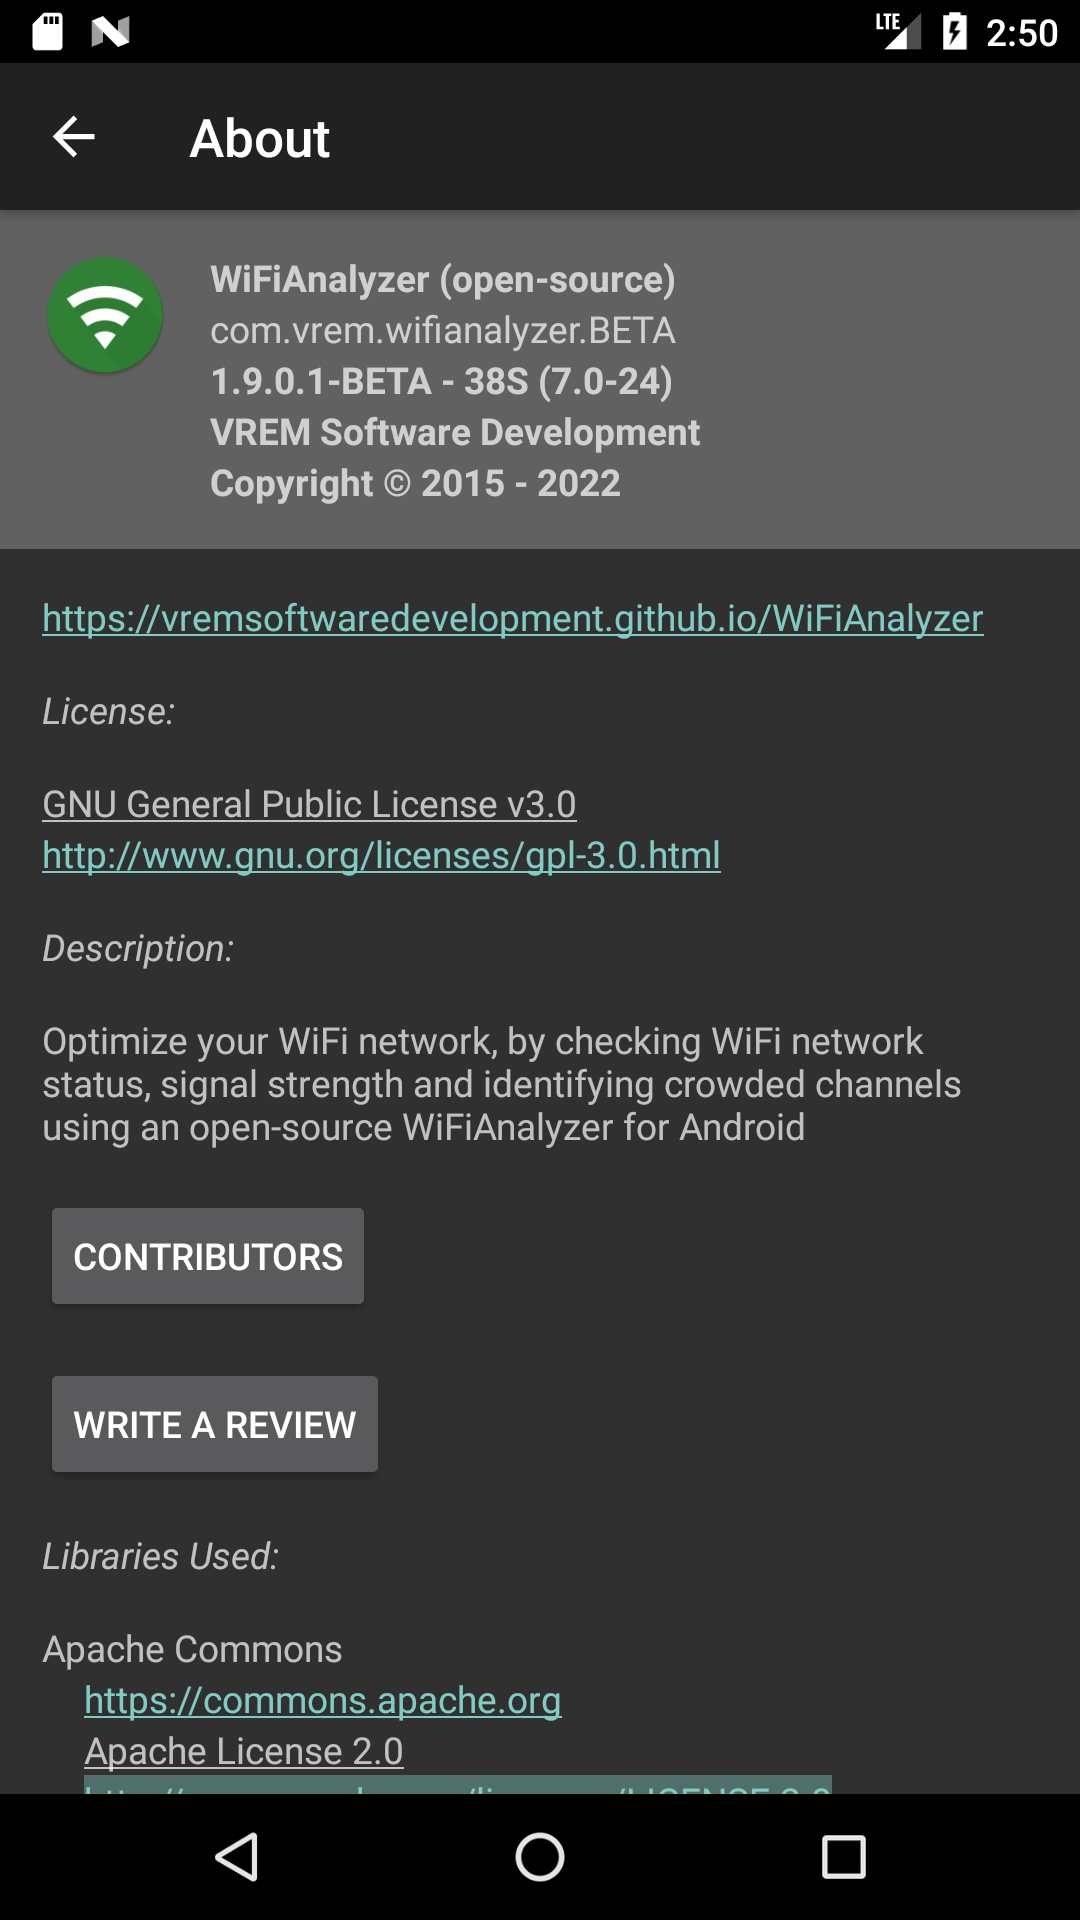 LTE 2:50
About
WiFiAnalyzer (open-source)
com.vrem.wifianalyzer.BETA
1.9.0.1-BETA - 38S (7.0-24)
VREM Software Development
Copyright © 2015 - 2022
https://vremsoftwaredevelopment.github.io/WiFiAnalyzer
License:
GNU General Public License v3.0
http://www.gnu.org/licenses/gpl-3.0.html
Description:
Optimize your WiFi network, by checking WiFi network
status, signal strength and identifying crowded channels
using an open-source WiFiAnalyzer for Android
CONTRIBUTORS
WRITE A REVIEW
Libraries Used:
Apache Commons
https://commons.apache.org
Apache License 2.0